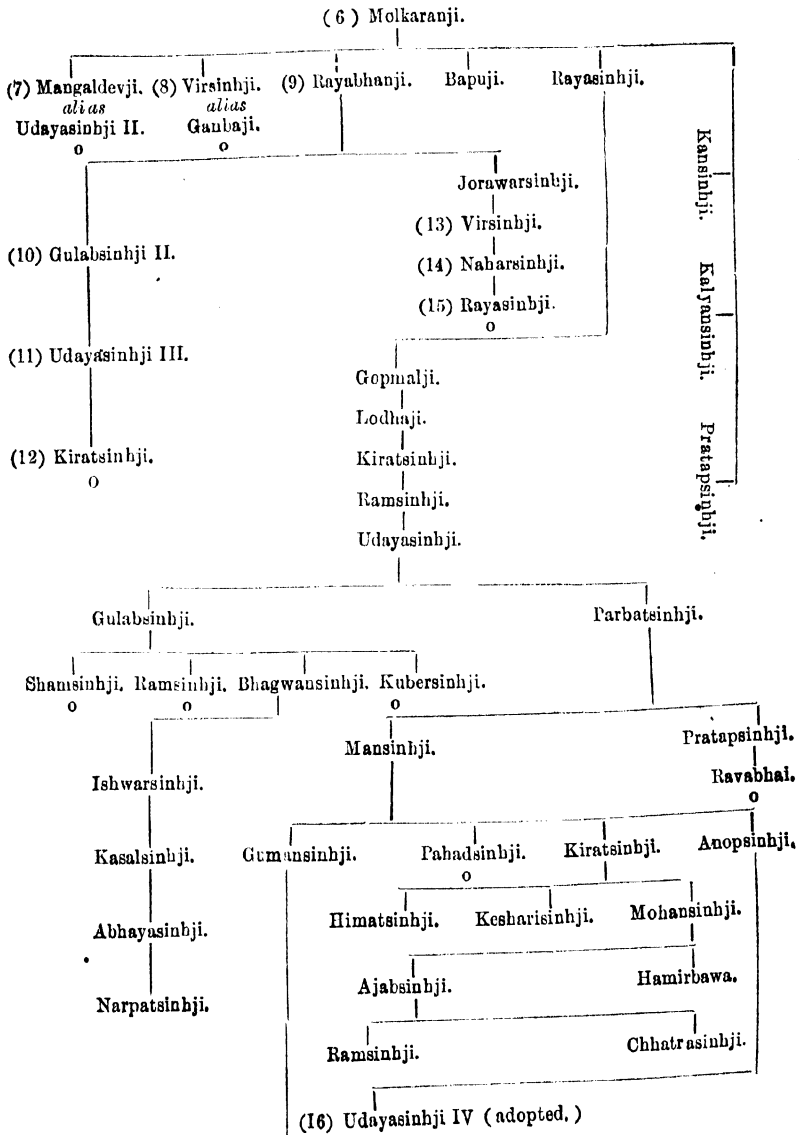 (6) Molkaranji.
(7) Mangaldevji. (8) Virsinhji. (9) Rayabhanji. Bapuji. Rayasinhji.
alias alias
Udayasinhji II. Ganbaji.
o o
Kansinhji.
Kalyansinhji.
Pratapsinhji.
Jorawarsinhji.
(13) Virsinhji.
(10) Gulabsinhji II. (14) Naharsinhji.
(15) Rayasinhji.
o
(11) Udayasinhji III.
Gopmalji.
Lodhaji.
(12) Kiratsinhji. Kiratsinhji.
o
Ramsinhji.
Udayasinhji.
Gulabsinhji. Parbatsinhji.
Shamsinhji. Ramsinhji. Bhagwansinhji. Kubersinhji.
o o o
Mansinhji. Pratapsinhji.
Ishwarsinhji. Ravabhai.
o
Kasalsinhji. Gumansinhji. Pahadsinhji. Kiratsinhji. Anopsinhji.
o
Abhayasinhji. Himatsinhji. Kesharisinhji. Mohansinhji.
Narpatsinhji. Ajabsinhji. Hamirbawa.
Ramsinhji. Chhatrasinhji.
(16) Udayasinhji IV (adopted.)